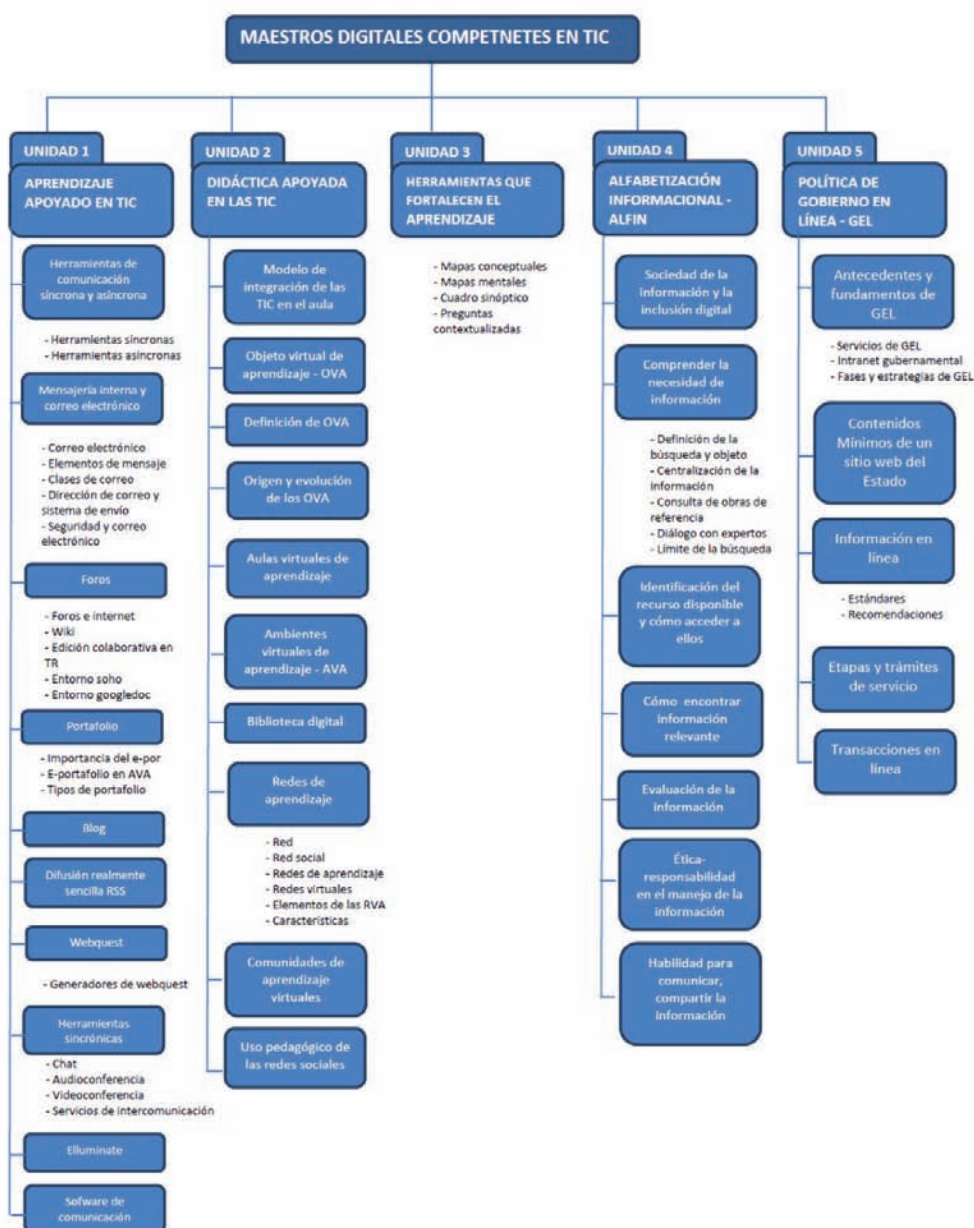 MAESTROS DIGITALES COMPETNETES EN TIC
UNIDAD 1
APRENDIZAJE
APOYADO EN TIC
Herramientas de
comunicación
síncrona y asíncrona
- Herramientas síncronas
- Herramientas asíncronas
Mensajería interna y
correo electrónico
- Correo electrónico
- Elementos de mensaje
- Clases de correo
- Dirección de correo y
sistema de envío
- Seguridad y correo
electrónico
Foros
- Foros e internet
- Wiki
- Edición colaborativa en
TR
- Entorno soho
- Entorno googledoc
Portafolio
- Importancia del e-por
- E-portafolio en AVA
- Tipos de portafolio
Blog
Difusión realmente
sencilla RSS
Webquest
- Generadores de webquest
Herramientas
sincrónicas
- Chat
- Audioconferencia
- Videoconferencia
- Servicios de intercomunicación
Elluminate
Sofware de
comunicación
UNIDAD 2
DIDÁCTICA APOYADA
EN LAS TIC
Modelo de
integración de las
TIC en el aula
Objeto virtual de
aprendizaje - OVA
Definición de OVA
Origen y evolución
de los OVA
Aulas virtuales de
aprendizaje
Ambientes
virtuales de
aprendizaje - AVA
Biblioteca digital
Redes de
aprendizaje
- Red
- Red social
- Redes de aprendizaje
- Redes virtuales
- Elementos de las RVA
- Características
Comunidades de
aprendizaje
virtuales
Uso pedagógico de
las redes sociales
UNIDAD 3
HERRAMIENTAS QUE
FORTALECEN EL
APRENDIZAJE
- Mapas conceptuales
- Mapas mentales
- Cuadro sinóptico
- Preguntas
contextualizadas
UNIDAD 4
ALFABETIZACIÓN
INFORMACIONAL -
ALFIN
Sociedad de la
información y la
inclusión digital
Comprender la
necesidad de
información
- Definición de la
búsqueda y objeto
- Centralización de la
información
- Consulta de obras de
referencia
- Diálogo con expertos
- Límite de la búsqueda
Identificación del
recurso disponible
y cómo acceder a
ellos
Cómo encontrar
información
relevante
Evaluación de la
información
Ética-
responsabilidad
en el manejo de la
información
Habilidad para
comunicar,
compartir la
información
UNIDAD 5
POLÍTICA DE
GOBIERNO EN
LÍNEA - GEL
Antecedentes y
fundamentos de
GEL
- Servicios de GEL
- Intranet gubernamental
- Fases y estrategias de GEL
Contenidos
Mínimos de un
sitio web del
Estado
Información en
línea
- Estándares
- Recomendaciones
Etapas y trámites
de servicio
Transacciones en
línea